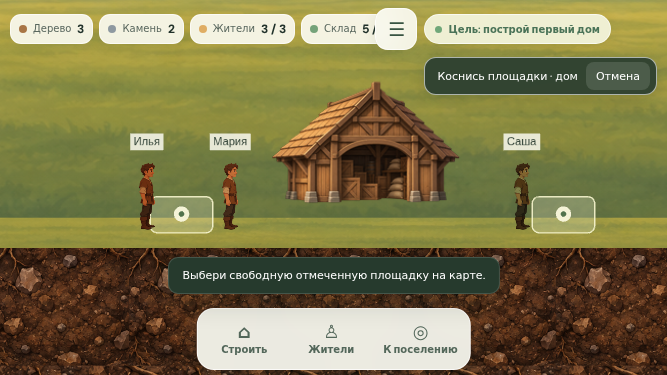 Дерево 3
Камень 2
Жители 3 / 3
Склад 5 /
Цель: построй первый дом
Коснись площадки · дом
Отмена
Илья
Мария
Саша
Выбери свободную отмеченную площадку на карте.
Строить
Жители
К поселению